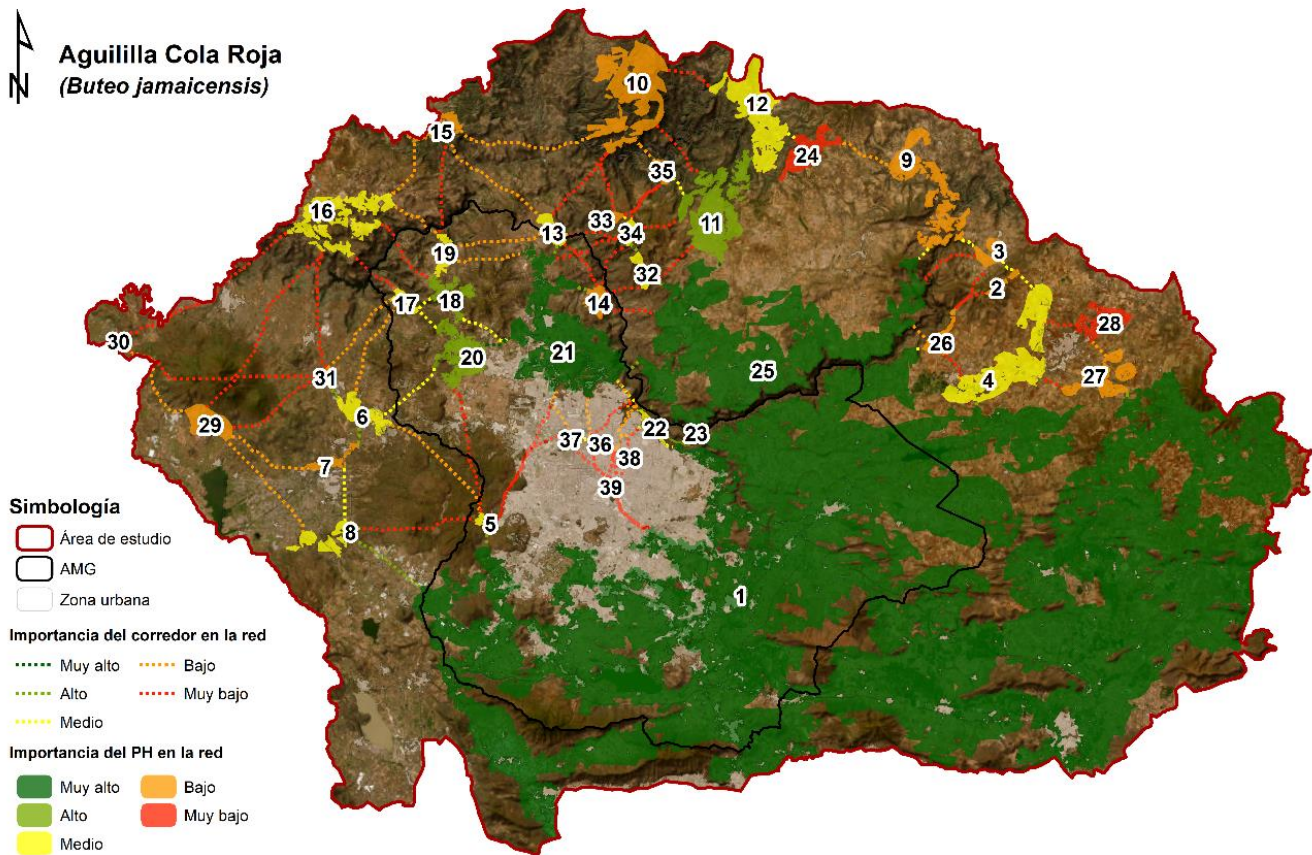 N
Aguililla Cola Roja
(Buteo jamaicensis)
10
12
15
24
9
35
16
11
33
13
34
19
3
32
2
17
18
14
28
30
21
26
20
25
31
4
27
6
29
22
23
37
36
38
7
39
5
8
1
Simbología
Área de estudio
AMG
Zona urbana
Importancia del corredor en la red
Muy alto
Bajo
Alto
Muy bajo
Medio
Importancia del PH en la red
Muy alto
Bajo
Alto
Muy bajo
Medio